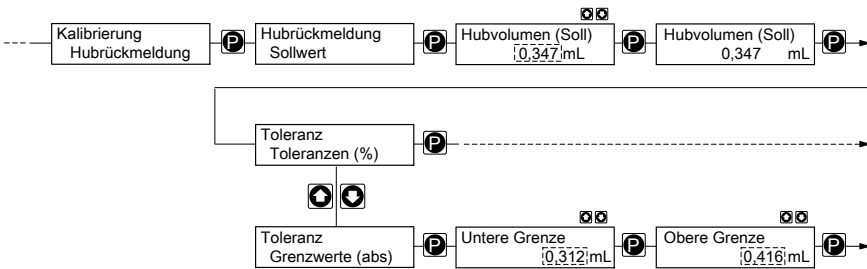 Kalibrierung
Hubrückmeldung
P
Hubrückmeldung
Sollwert
P
Hubvolumen (Soll)
0,347 mL
P
Hubvolumen (Soll)
0,347 mL
P
Toleranz
Toleranzen (%)
P
Toleranz
Grenzwerte (abs)
P
Untere Grenze
0,312 mL
P
Obere Grenze
0,416 mL
P